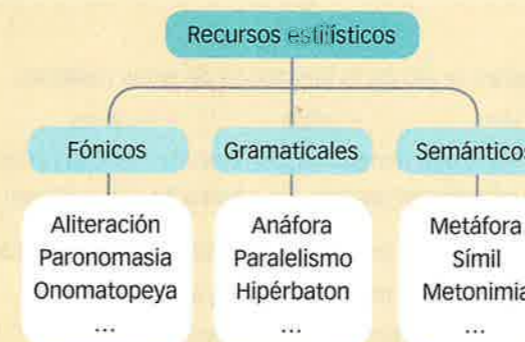 Recursos estilísticos
Fónicos
Aliteración
Paronomasia
Onomatopeya
...
Gramaticales
Anáfora
Paralelismo
Hipérbaton
...
Semánticos
Metáfora
Símil
Metonimia
...